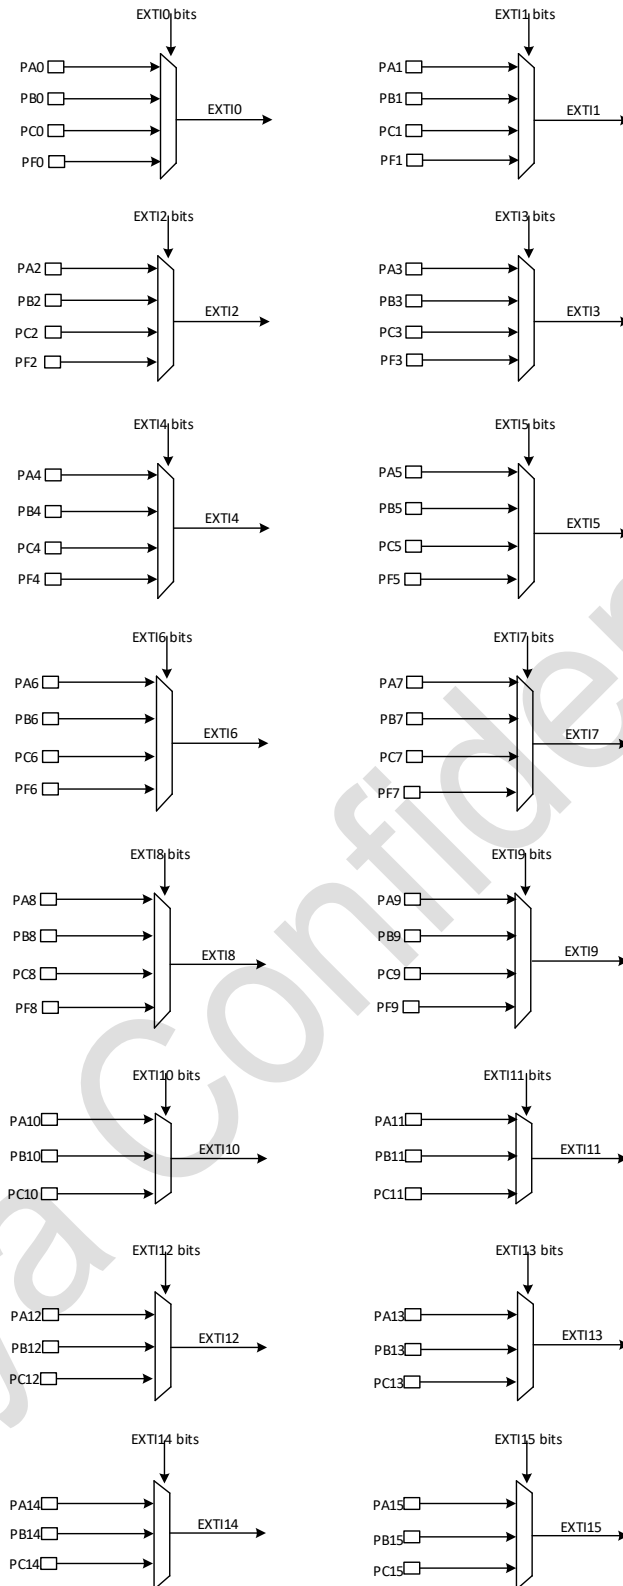 EXTI0 bits
PA0
PB0
PC0
PF0
EXTI0
EXTI1 bits
PA1
PB1
PC1
PF1
EXTI1
EXTI2 bits
PA2
PB2
PC2
PF2
EXTI2
EXTI3 bits
PA3
PB3
PC3
PF3
EXTI3
EXTI4 bits
PA4
PB4
PC4
PF4
EXTI4
EXTI5 bits
PA5
PB5
PC5
PF5
EXTI5
EXTI6 bits
PA6
PB6
PC6
PF6
EXTI6
EXTI7 bits
PA7
PB7
PC7
PF7
EXTI7
EXTI8 bits
PA8
PB8
PC8
PF8
EXTI8
EXTI9 bits
PA9
PB9
PC9
PF9
EXTI9
EXTI10 bits
PA10
PB10
PC10
EXTI10
EXTI11 bits
PA11
PB11
PC11
EXTI11
EXTI12 bits
PA12
PB12
PC12
EXTI12
EXTI13 bits
PA13
PB13
PC13
EXTI13
EXTI14 bits
PA14
PB14
PC14
EXTI14
EXTI15 bits
PA15
PB15
PC15
EXTI15